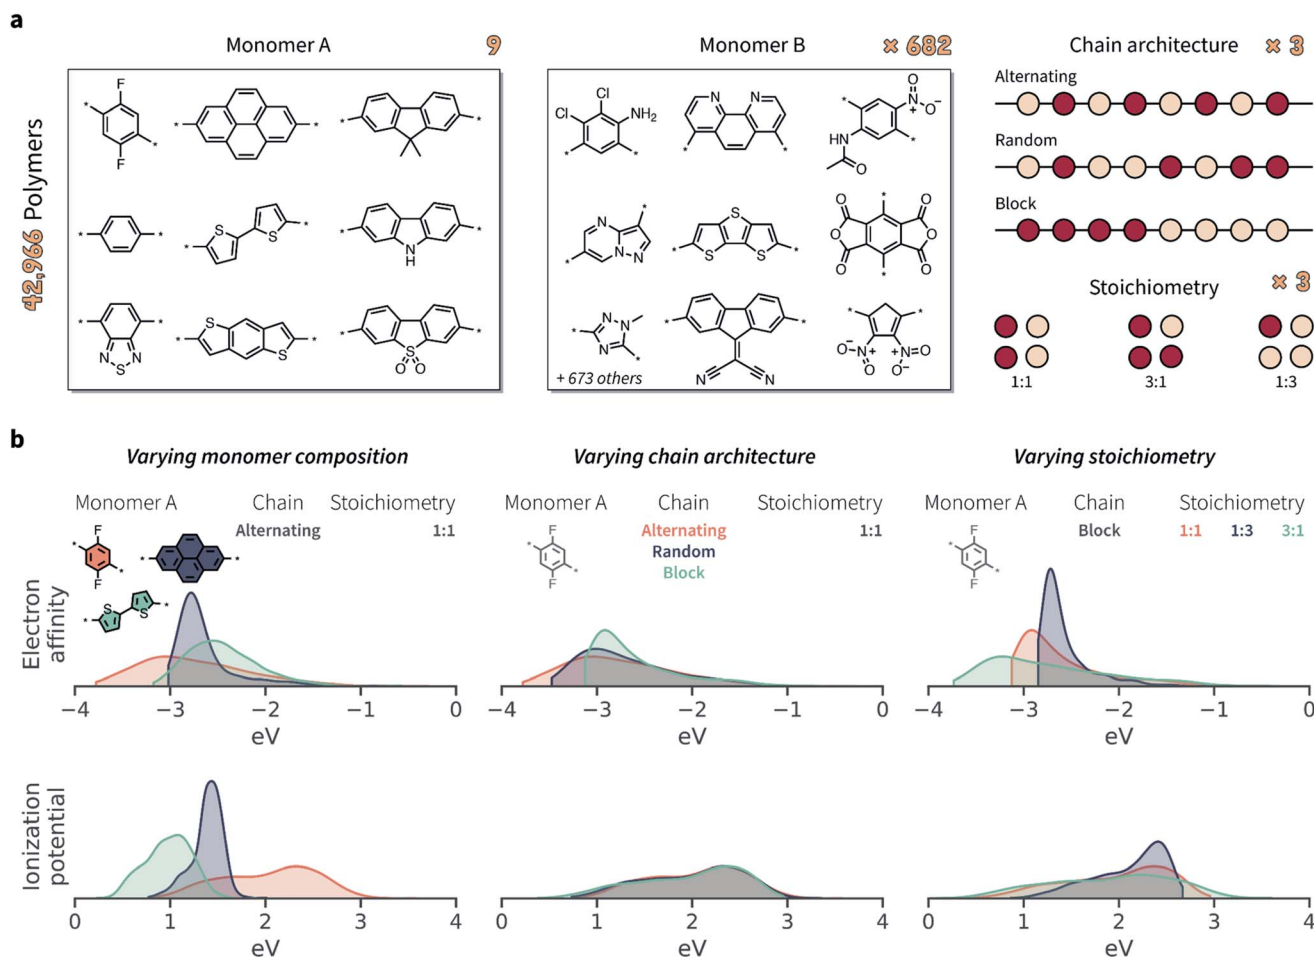 a
Monomer A 9
Monomer B × 682
Chain architecture × 3
42,966 Polymers
Alternating
Random
Block
Stoichiometry × 3
1:1 3:1 1:3
F
F
* *
* *
* *
* *
* *
* *
N
H
* *
N N
S
* *
S
S
* *
S
O O
Cl
Cl
NH₂
* *
N N
* *
*
N⁺
O
O⁻
HN
O
*
N
N
N
* *
S
S S
* *
*
O O
O O
O O
*
N
N
N
* *
* *
N N
* *
O
N⁺
O⁻
N⁺
O
O⁻
+ 673 others
b
Varying monomer composition
Monomer A Chain Stoichiometry
Alternating 1:1
F
F
* *
* *
S
S
* *
Varying chain architecture
Monomer A Chain Stoichiometry
Alternating 1:1
Random
Block
F
F
* *
Varying stoichiometry
Monomer A Chain Stoichiometry
Block 1:1 1:3 3:1
F
F
* *
Electron
affinity
−4 −3 −2 −1 0
eV
−4 −3 −2 −1 0
eV
−4 −3 −2 −1 0
eV
Ionization
potential
0 1 2 3 4
eV
0 1 2 3 4
eV
0 1 2 3 4
eV